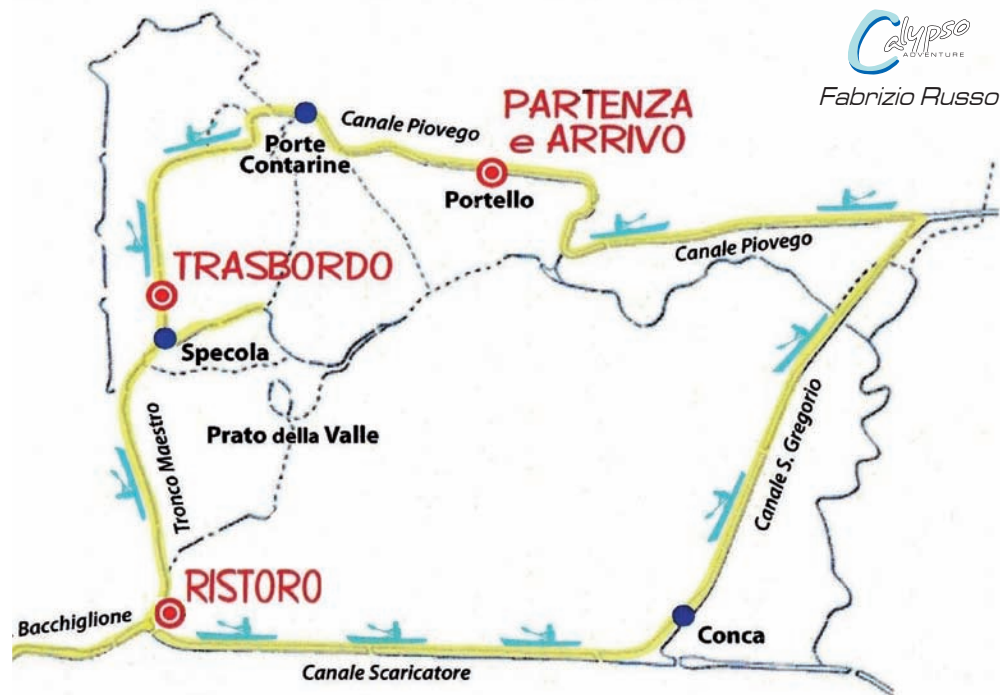 Calypso
ADVENTURE
Fabrizio Russo
PARTENZA
e ARRIVO
Canale Piovego
Porte
Contarine
Portello
Canale Piovego
TRASBORDO
Specola
Canale S. Gregorio
Tronco Maestro
Prato della Valle
RISTORO
Bacchiglione
Conca
Canale Scaricatore